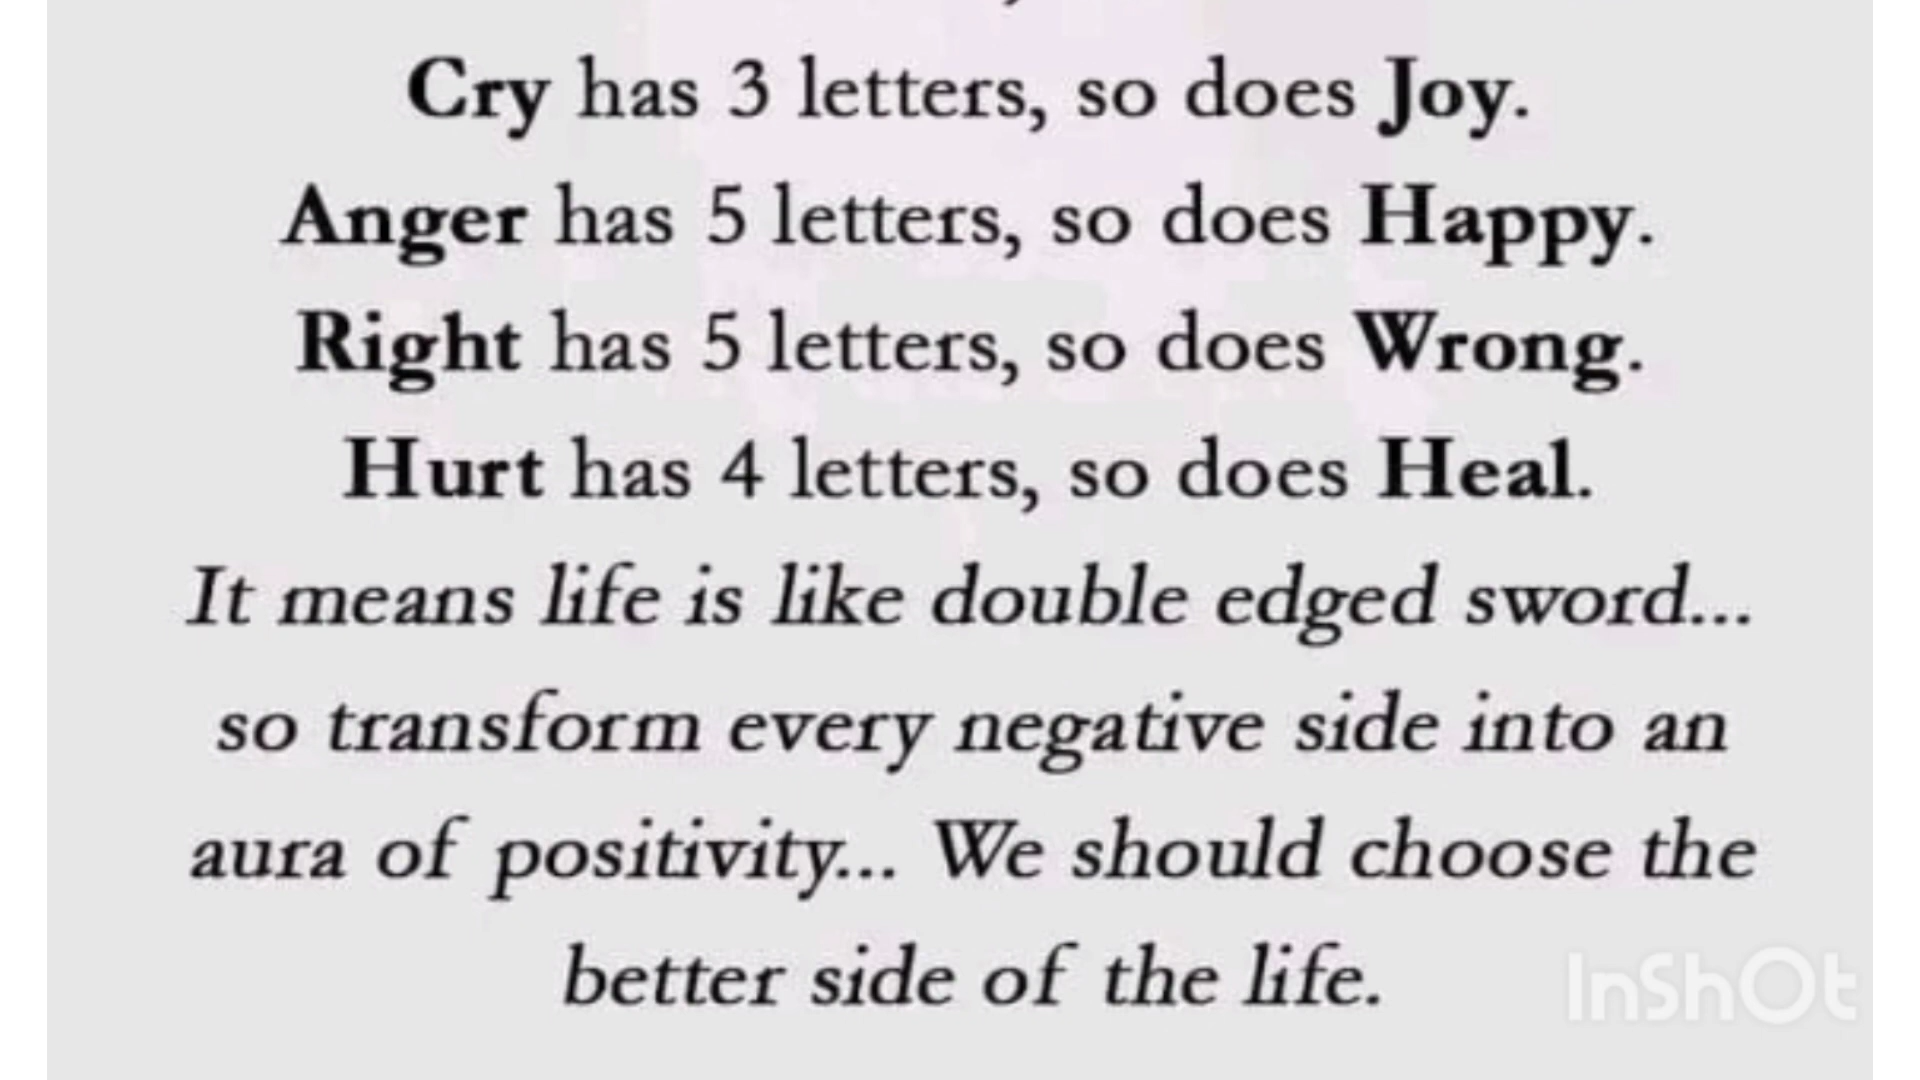 Cry has 3 letters, so does Joy.
Anger has 5 letters, so does Happy.
Right has 5 letters, so does Wrong.
Hurt has 4 letters, so does Heal.
It means life is like double edged sword...
so transform every negative side into an
aura of positivity... We should choose the
better side of the life.
InShOt